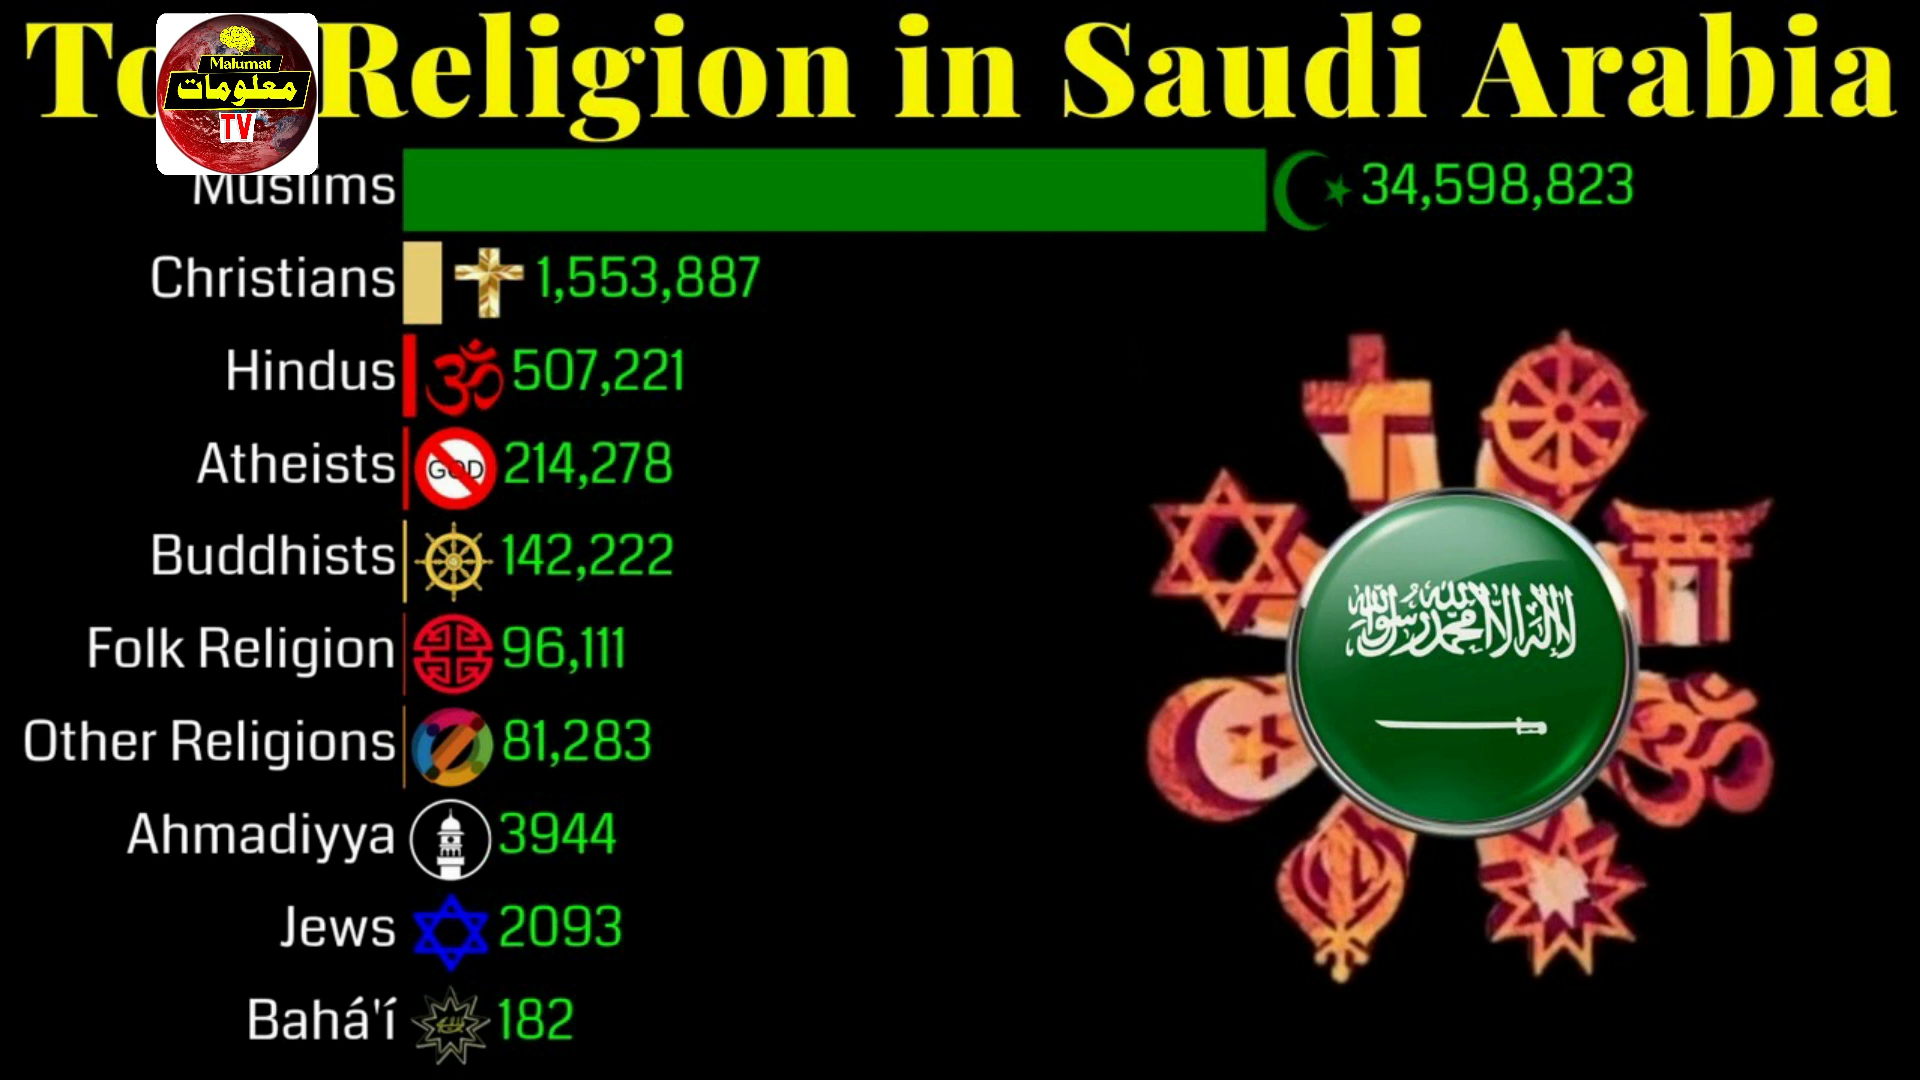 Religion in Saudi Arabia
Malumat
معلومات
TV
Muslims 34,598,823
Christians 1,553,887
Hindus 507,221
Atheists GOD 214,278
Buddhists 142,222
Folk Religion 96,111
Other Religions 81,283
Ahmadiyya 3944
Jews 2093
Bahá'í 182
لا إله إلا الله محمد رسول الله